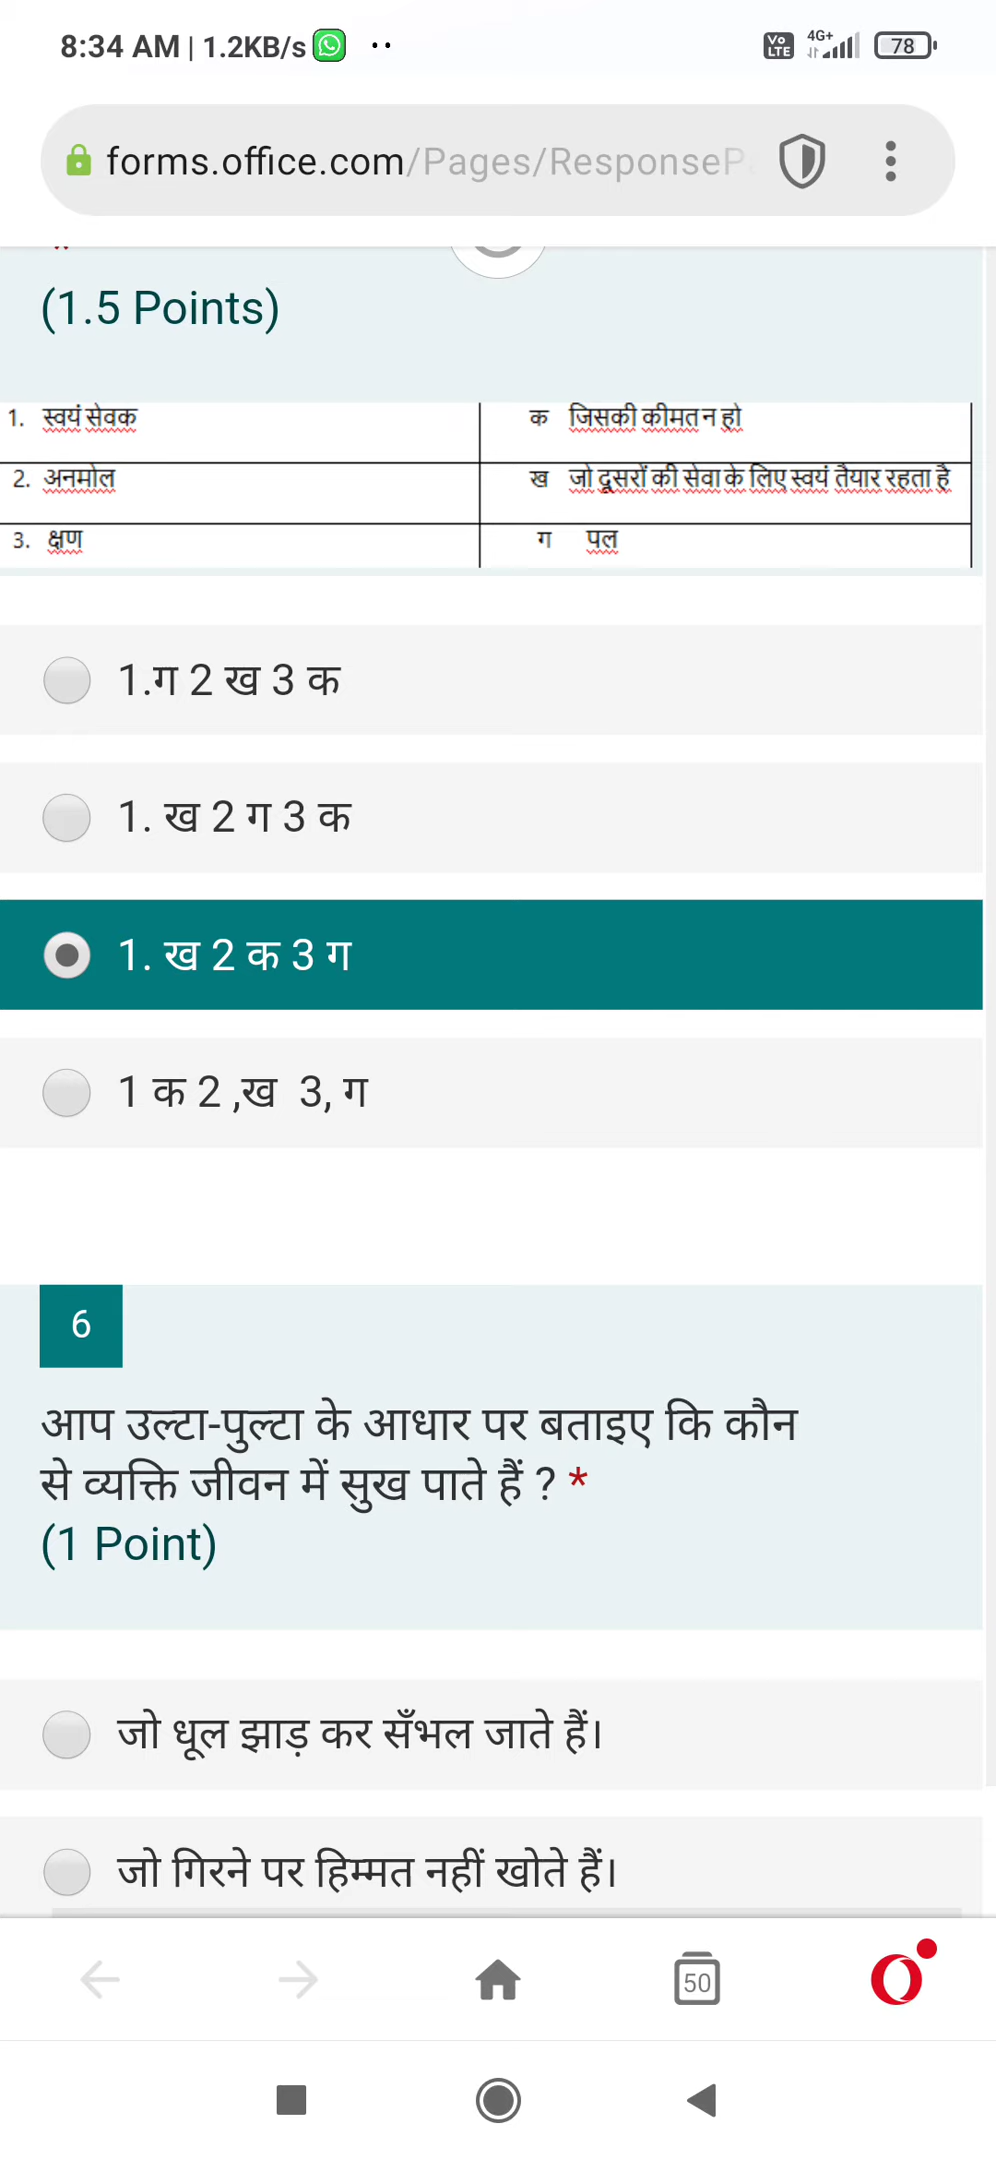 8:34 AM | 1.2KB/s
Vo LTE 4G+ 78
forms.office.com/Pages/ResponseP
(1.5 Points)
1. स्वयं सेवक क जिसकी कीमत न हो
2. अनमोल ख जो दूसरों की सेवा के लिए स्वयं तैयार रहता है
3. क्षण ग पल
1.ग 2 ख 3 क
1. ख 2 ग 3 क
1. ख 2 क 3 ग
1 क 2 ,ख 3, ग
6
आप उल्टा-पुल्टा के आधार पर बताइए कि कौन
से व्यक्ति जीवन में सुख पाते हैं ? *
(1 Point)
जो धूल झाड़ कर सँभल जाते हैं।
जो गिरने पर हिम्मत नहीं खोते हैं।
50